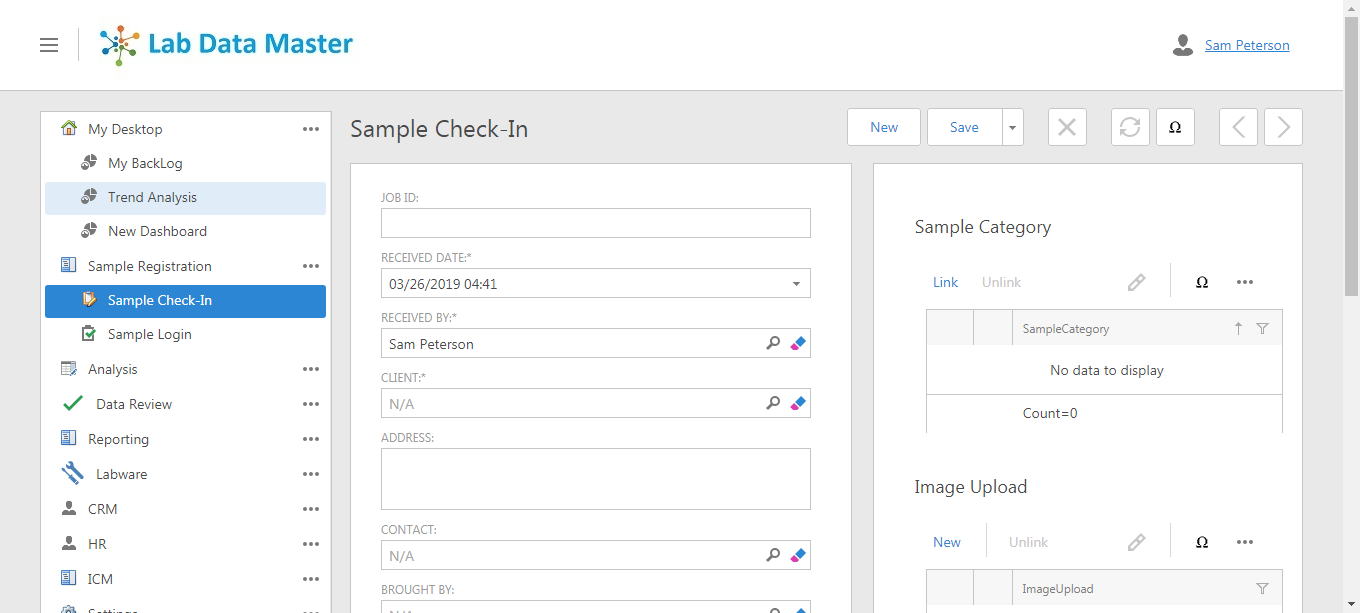 Lab Data Master
Sam Peterson
My Desktop
My BackLog
Trend Analysis
New Dashboard
Sample Registration
Sample Check-In
Sample Login
Analysis
Data Review
Reporting
Labware
CRM
HR
ICM
Settings
Sample Check-In
New
Save
Ω
JOB ID:
RECEIVED DATE:*
03/26/2019 04:41
RECEIVED BY:*
Sam Peterson
CLIENT:*
N/A
ADDRESS:
CONTACT:
N/A
BROUGHT BY:
N/A
Sample Category
Link Unlink Ω
SampleCategory
No data to display
Count=0
Image Upload
New Unlink Ω
ImageUpload